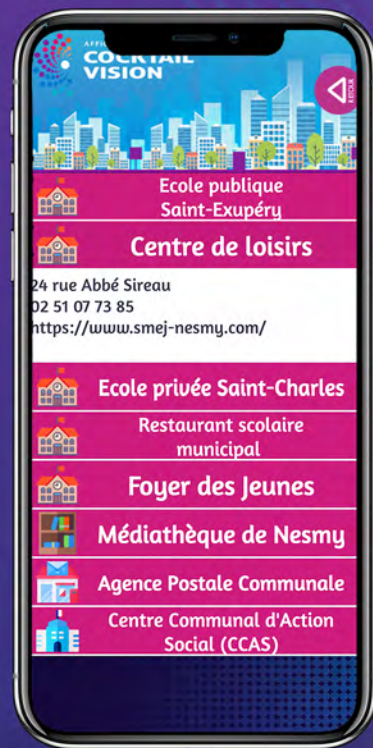 COCKTAIL
VISION
RETOUR
Ecole publique
Saint-Exupéry
Centre de loisirs
24 rue Abbé Sireau
02 51 07 73 85
https://www.smej-nesmy.com/
Ecole privée Saint-Charles
Restaurant scolaire
municipal
Foyer des Jeunes
Médiathèque de Nesmy
Agence Postale Communale
Centre Communal d'Action
Social (CCAS)